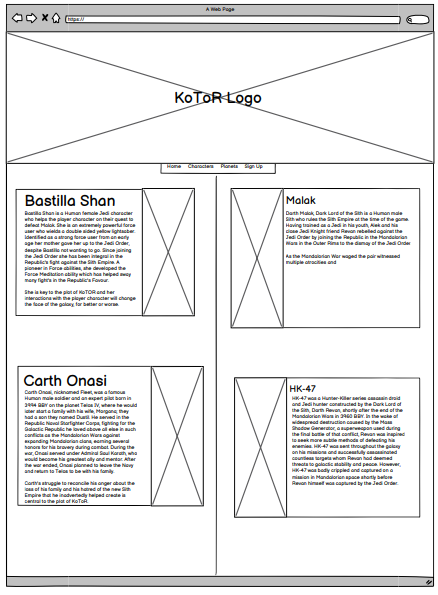 A Web Page
https://
KoToR Logo
Home Characters Planets Sign Up
Bastilla Shan
Bastilla Shan is a Human female Jedi character
who helps the player character on their quest to
defeat Malak. She is an extremely powerful force
user who wields a double sided yellow lightsaber.
Identified as a strong force user from an early
age her mother gave her up to the Jedi Order,
despite Bastilla not wanting to go. Since joining
the Jedi Order she has been integral in the
Republic's fight against the Sith Empire. A
pioneer in Force abilities, she developed the
Force Meditation ability which has helped away
many fight's in the Republic's Favour.
She is key to the plot of KoTOR and her
interactions with the player character will change
the face of the galaxy, for better or worse
Malak
Darth Malak, Dark Lord of the Sith is a Human male
Sith who rules the Sith Empire at the time of the game.
Having trained as a Jedi in his youth, Alek and his
close Jedi Knight friend Revan rebelled against the
Jedi Order by joining the Republic in the Mandalorian
Wars in the Outer Rims to the dismay of the Jedi Order
As the Mandalorian War waged the pair witnessed
multiple atrocities and
Carth Onasi
Carth Onasi, nicknamed Fleet, was a famous
Human male soldier and an expert pilot born in
3994 BBY on the planet Telos IV, where he would
later start a family with his wife, Morgana; they
had a son they named Dustil. He served in the
Republic Naval Starfighter Corps, fighting for the
Galactic Republic he loved above all else in such
conflicts as the Mandalorian Wars against
expanding Mandalorian clans, earning several
honors for his bravery during combat. During the
war, Onasi served under Admiral Saul Karath, who
would become his greatest ally and mentor. After
the war ended, Onasi planned to leave the Navy
and return to Telos to be with his family.
Carth's struggle to reconcile his anger about the
loss of his family and his hatred of the new Sith
Empire that he inadvertedly helped create is
central to the plot of KoToR.
HK-47
HK-47 was a Hunter-Killer series assassin droid
and Jedi hunter constructed by the Dark Lord of
the Sith, Darth Revan, shortly after the end of the
Mandalorian Wars in 3960 BBY. In the wake of
widespread destruction caused by the Mass
Shadow Generator, a superweapon used during
the final battle of that conflict, Revan was inspired
to seek more subtle methods of defeating his
enemies. HK-47 was sent throughout the galaxy
on his missions and successfully assassinated
countless targets whom Revan had deemed
threats to galactic stability and peace. However,
HK-47 was badly crippled and captured on a
mission in Mandalorian space shortly before
Revan himself was captured by the Jedi Order.